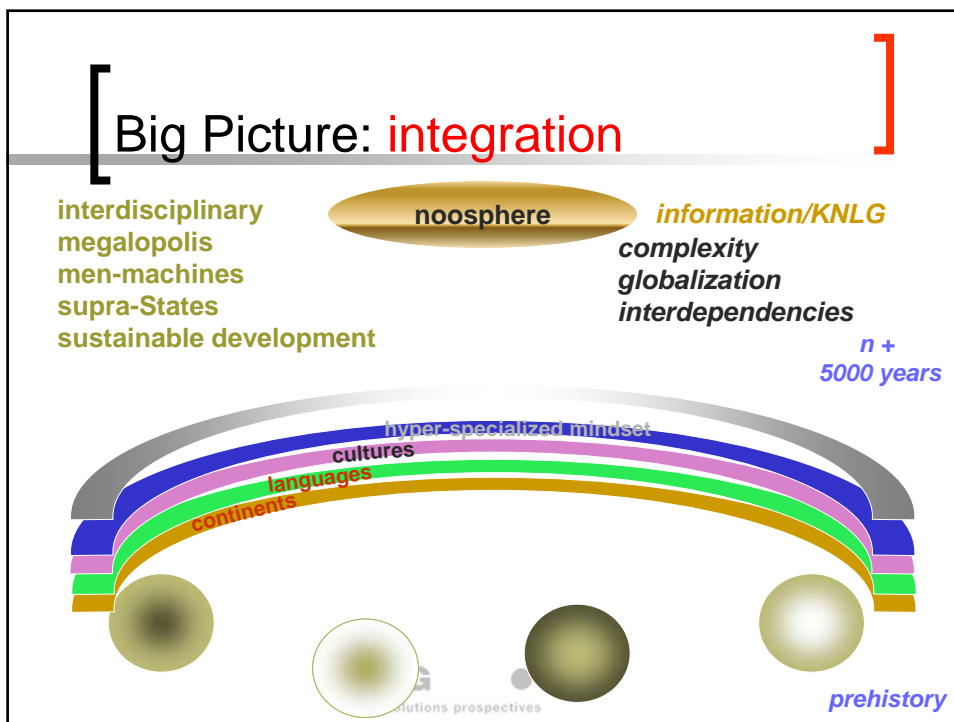 Big Picture: integration
noosphere
interdisciplinary
megalopolis
men-machines
supra-States
sustainable development
information/KNLG
complexity
globalization
interdependencies
n +
5000 years
hyper-specialized mindset
cultures
languages
continents
prospectives
prehistory